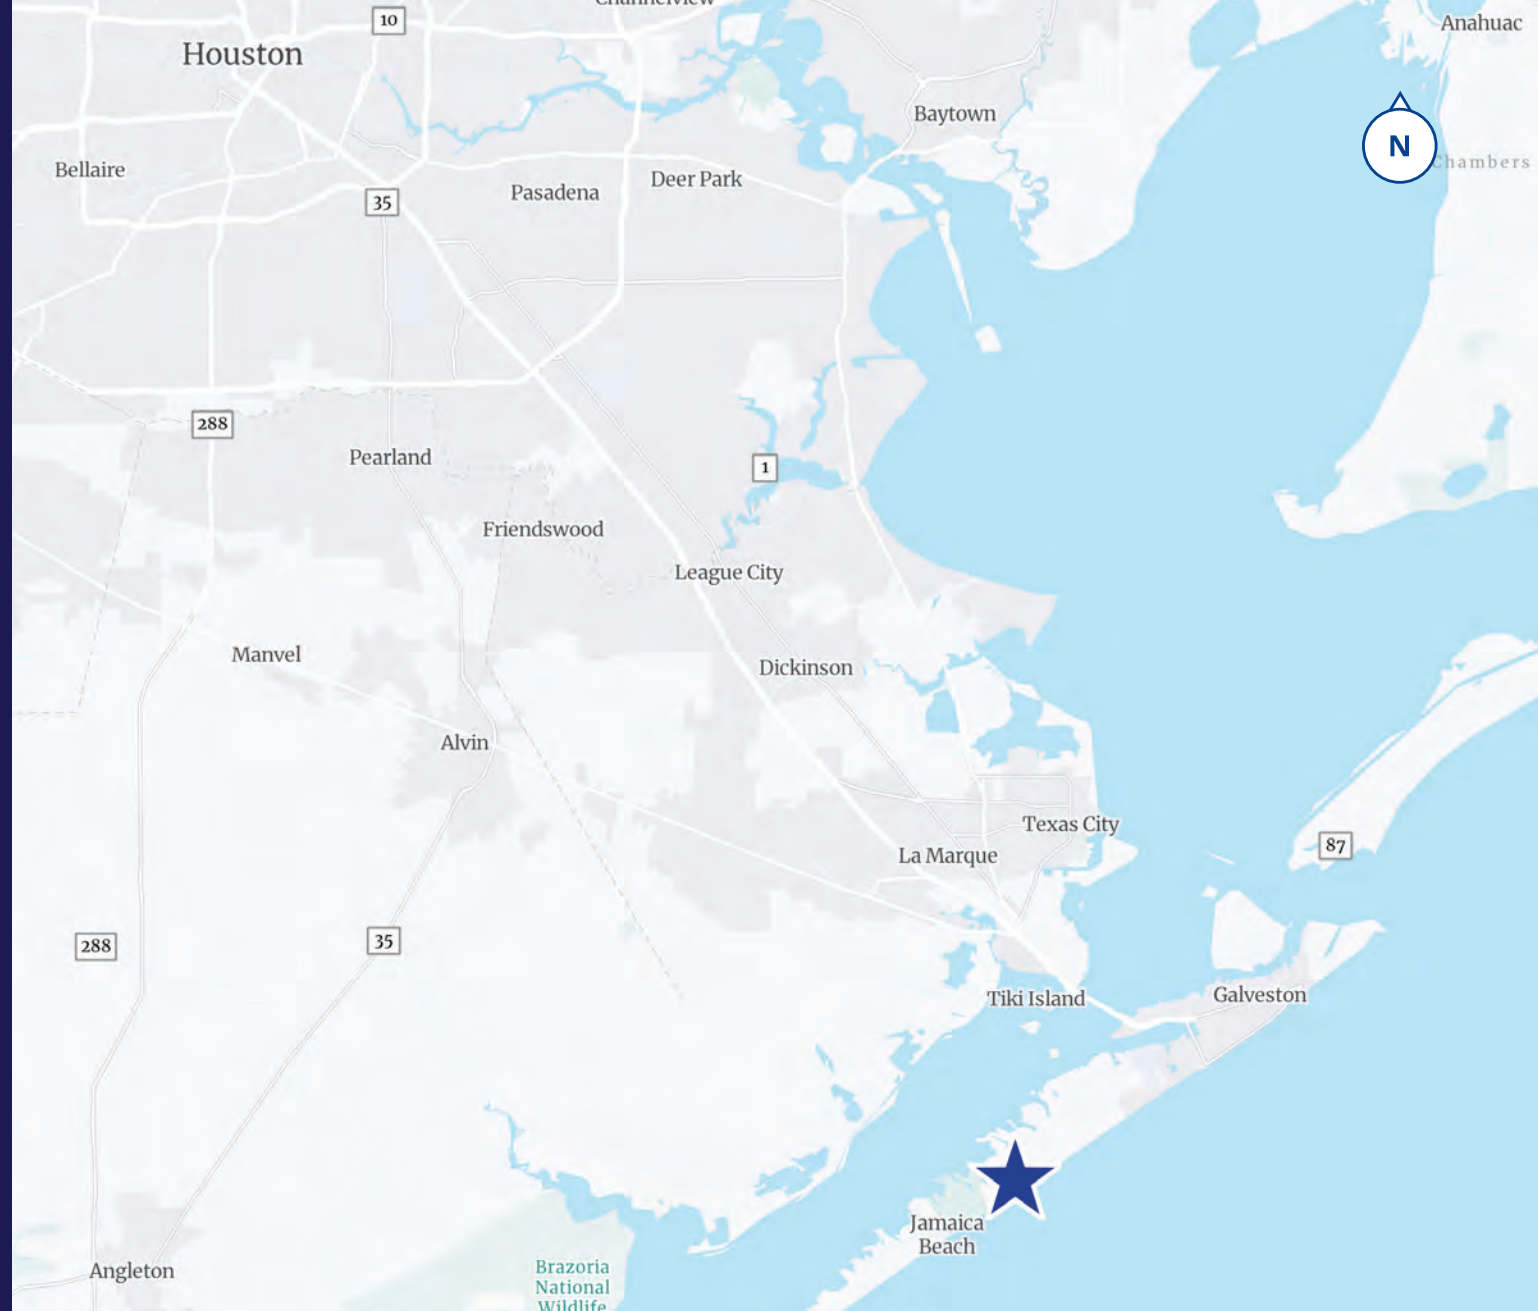 Channelview
10
Anahuac
Houston
Baytown
N
Chambers
Bellaire
Deer Park
Pasadena
35
288
Pearland
1
Friendswood
League City
Manvel
Dickinson
Alvin
Texas City
87
La Marque
35
288
Galveston
Tiki Island
Jamaica
Beach
Angleton
Brazoria
National
Wildlife